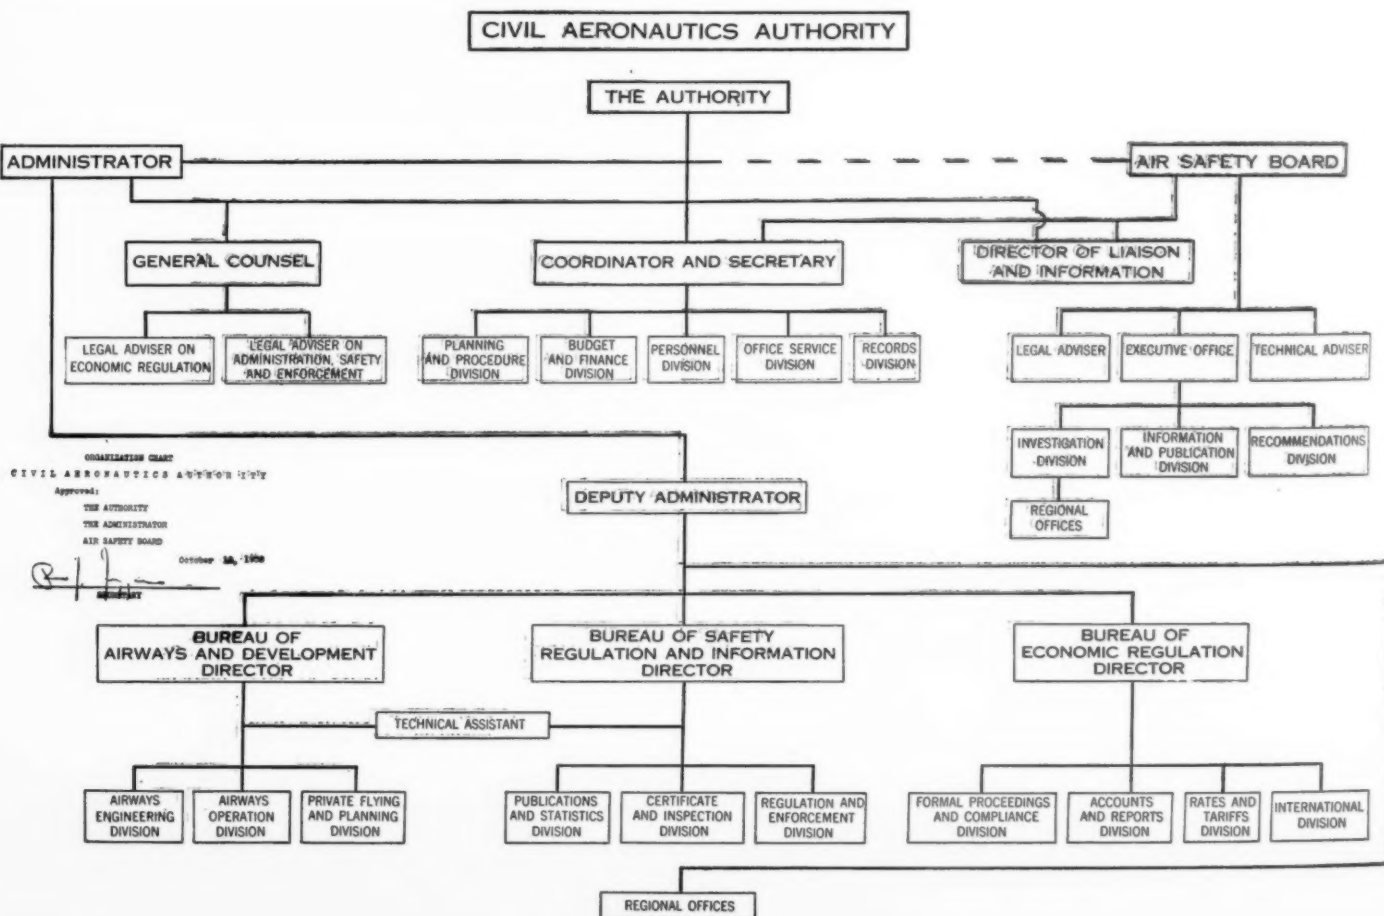 CIVIL AERONAUTICS AUTHORITY
THE AUTHORITY
ADMINISTRATOR
AIR SAFETY BOARD
GENERAL COUNSEL
COORDINATOR AND SECRETARY
DIRECTOR OF LIAISON
AND INFORMATION
LEGAL ADVISER ON
ECONOMIC REGULATION
LEGAL ADVISER ON
ADMINISTRATION, SAFETY
AND ENFORCEMENT
PLANNING
AND PROCEDURE
DIVISION
BUDGET
AND FINANCE
DIVISION
PERSONNEL
DIVISION
OFFICE SERVICE
DIVISION
RECORDS
DIVISION
LEGAL ADVISER
EXECUTIVE OFFICE
TECHNICAL ADVISER
INVESTIGATION
DIVISION
INFORMATION
AND PUBLICATION
DIVISION
RECOMMENDATIONS
DIVISION
REGIONAL
OFFICES
ORGANIZATION CHART
CIVIL AERONAUTICS AUTHORITY
Approved:
THE AUTHORITY
THE ADMINISTRATOR
AIR SAFETY BOARD
October 1938
SECRETARY
DEPUTY ADMINISTRATOR
BUREAU OF
AIRWAYS AND DEVELOPMENT
DIRECTOR
BUREAU OF SAFETY
REGULATION AND INFORMATION
DIRECTOR
BUREAU OF
ECONOMIC REGULATION
DIRECTOR
TECHNICAL ASSISTANT
AIRWAYS
ENGINEERING
DIVISION
AIRWAYS
OPERATION
DIVISION
PRIVATE FLYING
AND PLANNING
DIVISION
PUBLICATIONS
AND STATISTICS
DIVISION
CERTIFICATE
AND INSPECTION
DIVISION
REGULATION AND
ENFORCEMENT
DIVISION
FORMAL PROCEEDINGS
AND COMPLIANCE
DIVISION
ACCOUNTS
AND REPORTS
DIVISION
RATES AND
TARIFFS
DIVISION
INTERNATIONAL
DIVISION
REGIONAL OFFICES